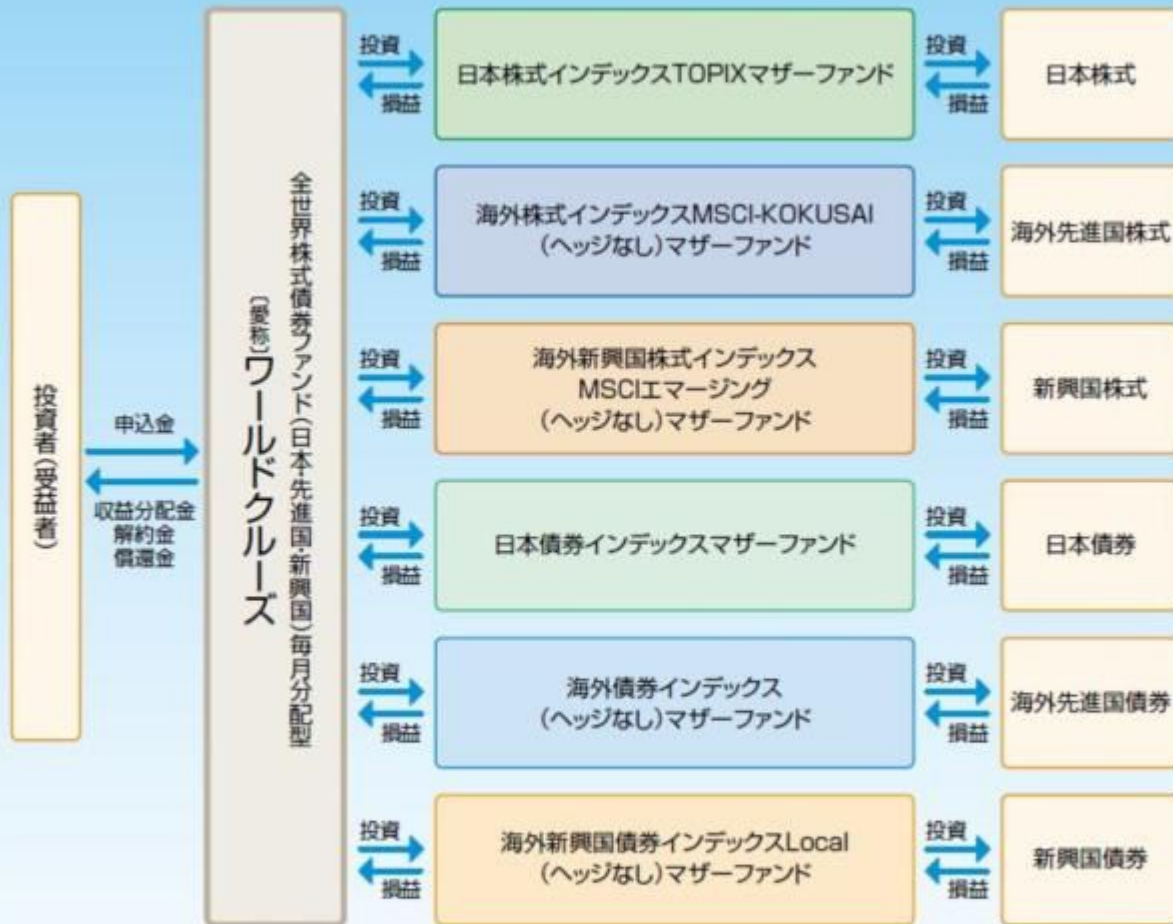 投資者(受益者)
申込金
収益分配金
解約金
償還金
全世界株式債券ファンド(日本・先進国・新興国)毎月分配型
〔愛称〕ワールドクルーズ
投資
損益
日本株式インデックスTOPIXマザーファンド
投資
損益
日本株式
投資
損益
海外株式インデックスMSCI-KOKUSAI
(ヘッジなし)マザーファンド
投資
損益
海外先進国株式
投資
損益
海外新興国株式インデックス
MSCIエマージング
(ヘッジなし)マザーファンド
投資
損益
新興国株式
投資
損益
日本債券インデックスマザーファンド
投資
損益
日本債券
投資
損益
海外債券インデックス
(ヘッジなし)マザーファンド
投資
損益
海外先進国債券
投資
損益
海外新興国債券インデックスLocal
(ヘッジなし)マザーファンド
投資
損益
新興国債券